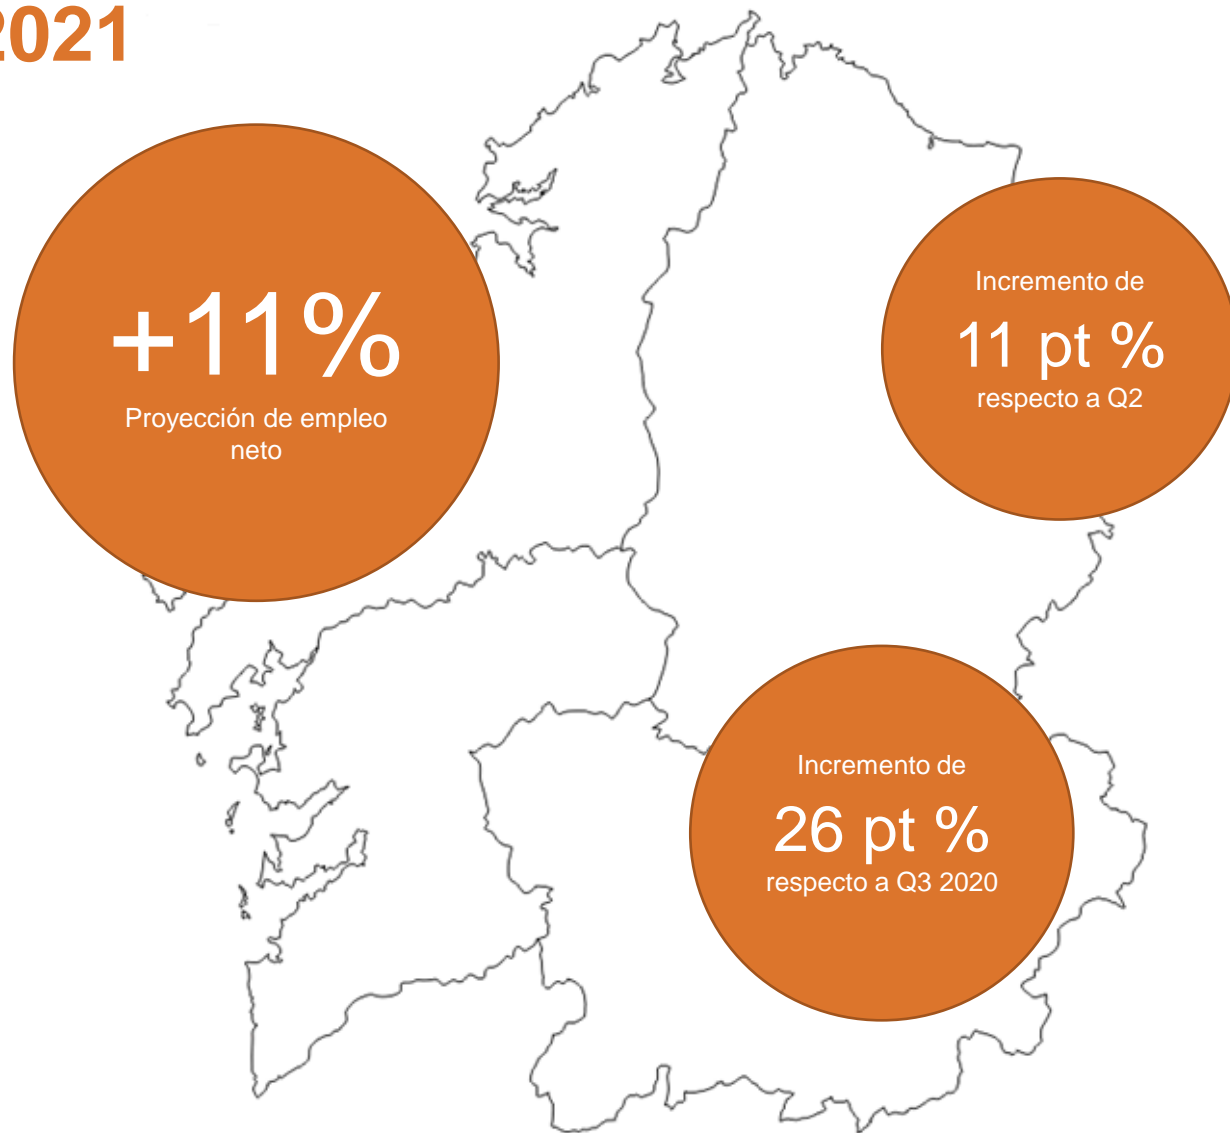 2021
+11%
Proyección de empleo
neto
Incremento de
11 pt %
respecto a Q2
Incremento de
26 pt %
respecto a Q3 2020